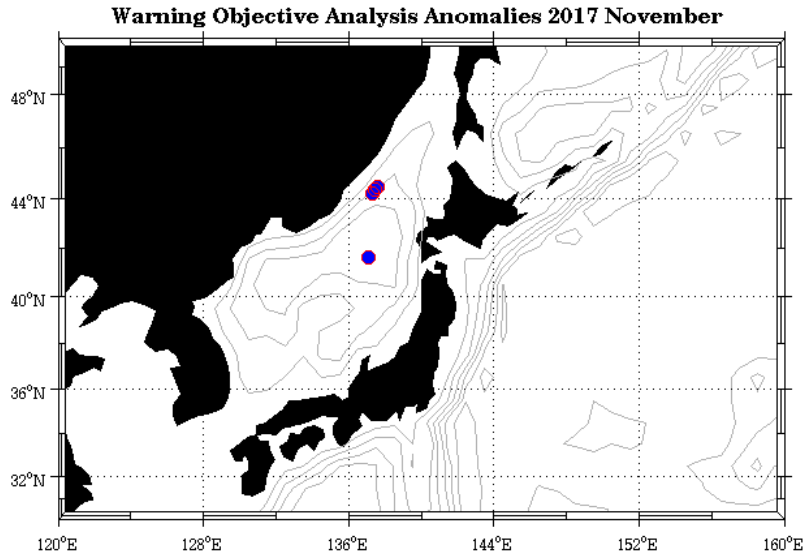 Warning Objective Analysis Anomalies 2017 November
48°N
44°N
40°N
36°N
32°N
120°E 128°E 136°E 144°E 152°E 160°E